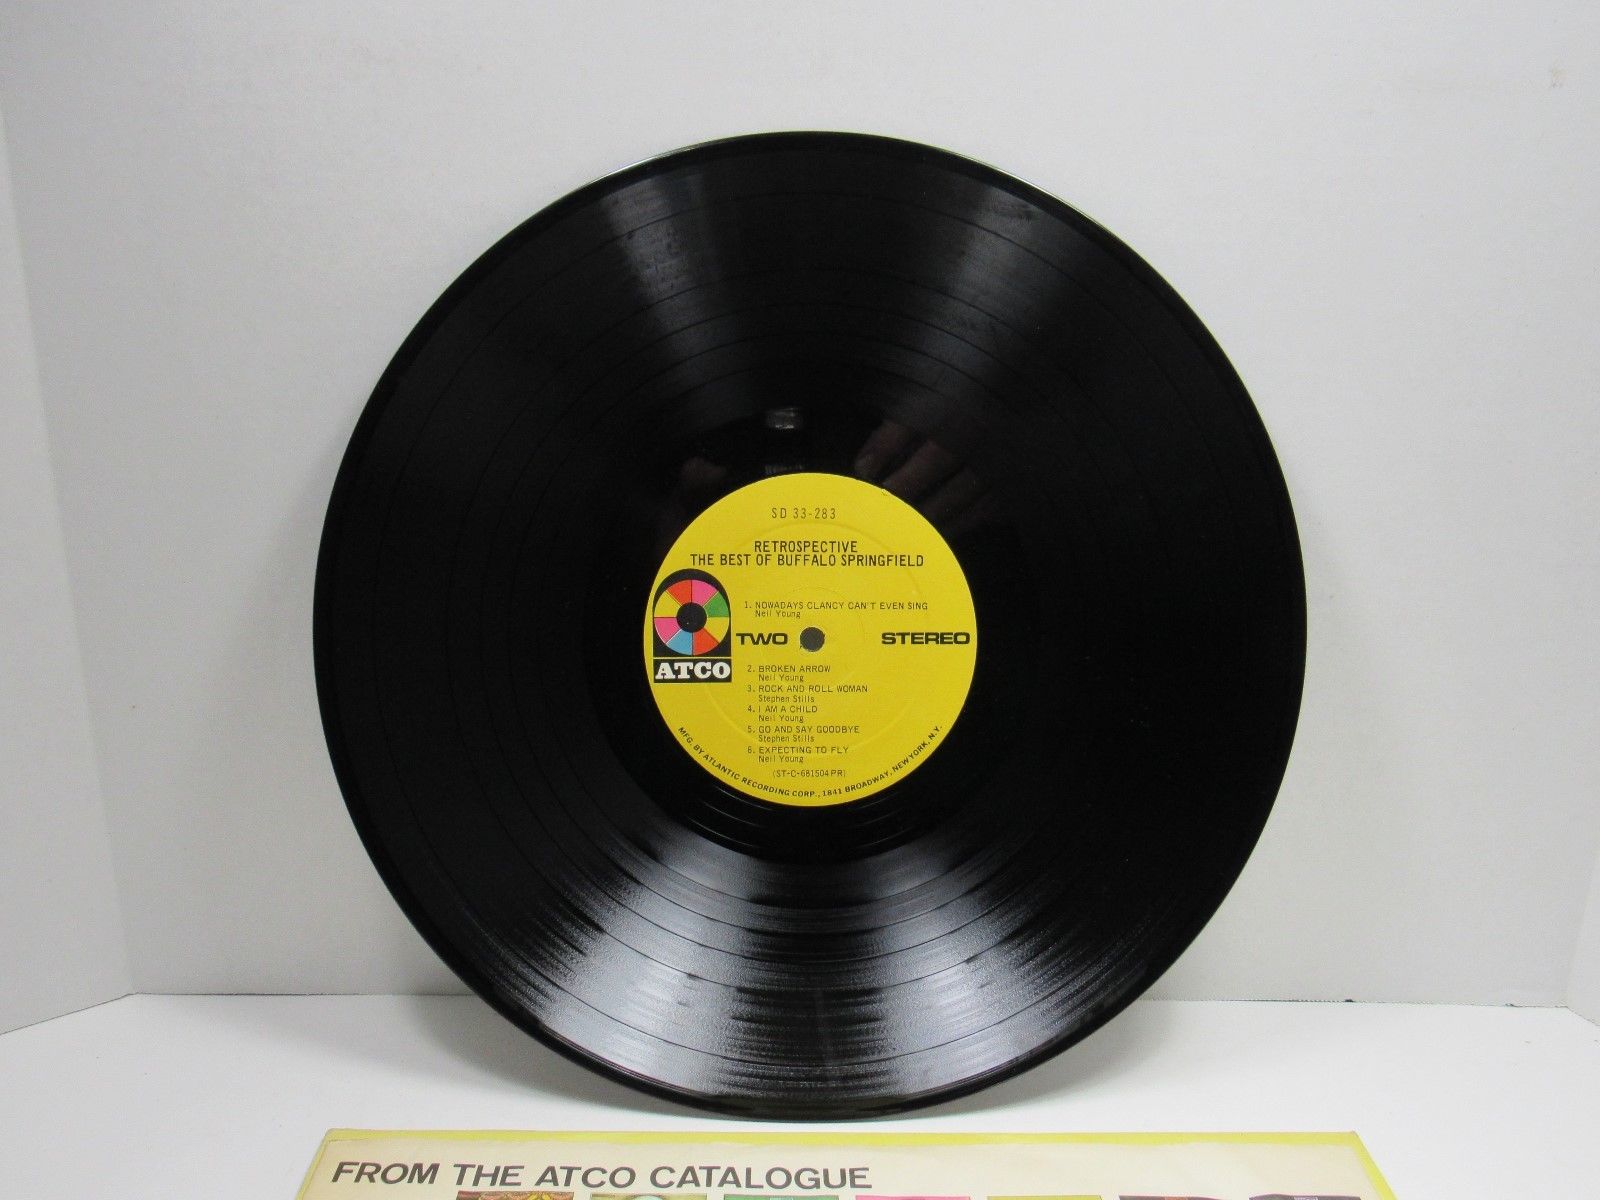 SD 33-283
RETROSPECTIVE
THE BEST OF BUFFALO SPRINGFIELD
1. NOWADAYS CLANCY CAN'T EVEN SING
Neil Young
TWO STEREO
ATCO
2. BROKEN ARROW
Neil Young
3. ROCK AND ROLL WOMAN
Stephen Stills
4. I AM A CHILD
Neil Young
5. GO AND SAY GOODBYE
Stephen Stills
6. EXPECTING TO FLY
Neil Young
(ST-C-681504 PR)
MFG. BY ATLANTIC RECORDING CORP., 1841 BROADWAY, NEW YORK, N.Y.
FROM THE ATCO CATALOGUE